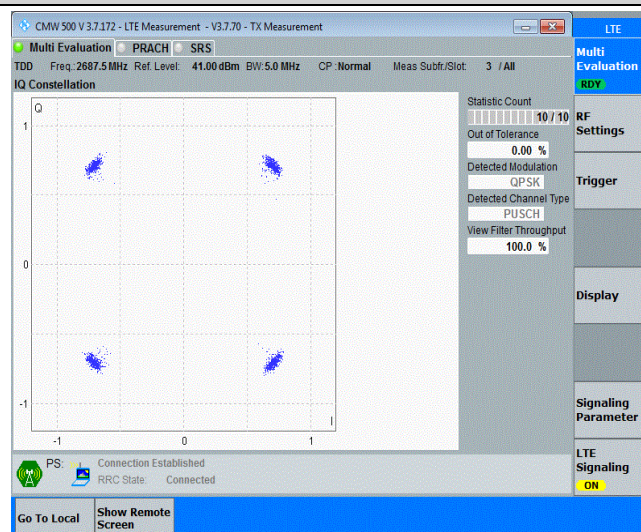 CMW 500 V 3.7.172 - LTE Measurement - V3.7.70 - TX Measurement
LTE
Multi Evaluation PRACH SRS
Multi Evaluation
RDY
TDD Freq.:2687.5 MHz Ref. Level: 41.00 dBm BW:5.0 MHz CP :Normal Meas Subfr./Slot: 3 / All
IQ Constellation
Q
1
0
-1
-1 0 1
I
Statistic Count
10 / 10
Out of Tolerance
0.00 %
Detected Modulation
QPSK
Detected Channel Type
PUSCH
View Filter Throughput
100.0 %
RF
Settings
Trigger
Display
Signaling
Parameter
LTE
Signaling
ON
PS: Connection Established
RRC State: Connected
Go To Local
Show Remote
Screen